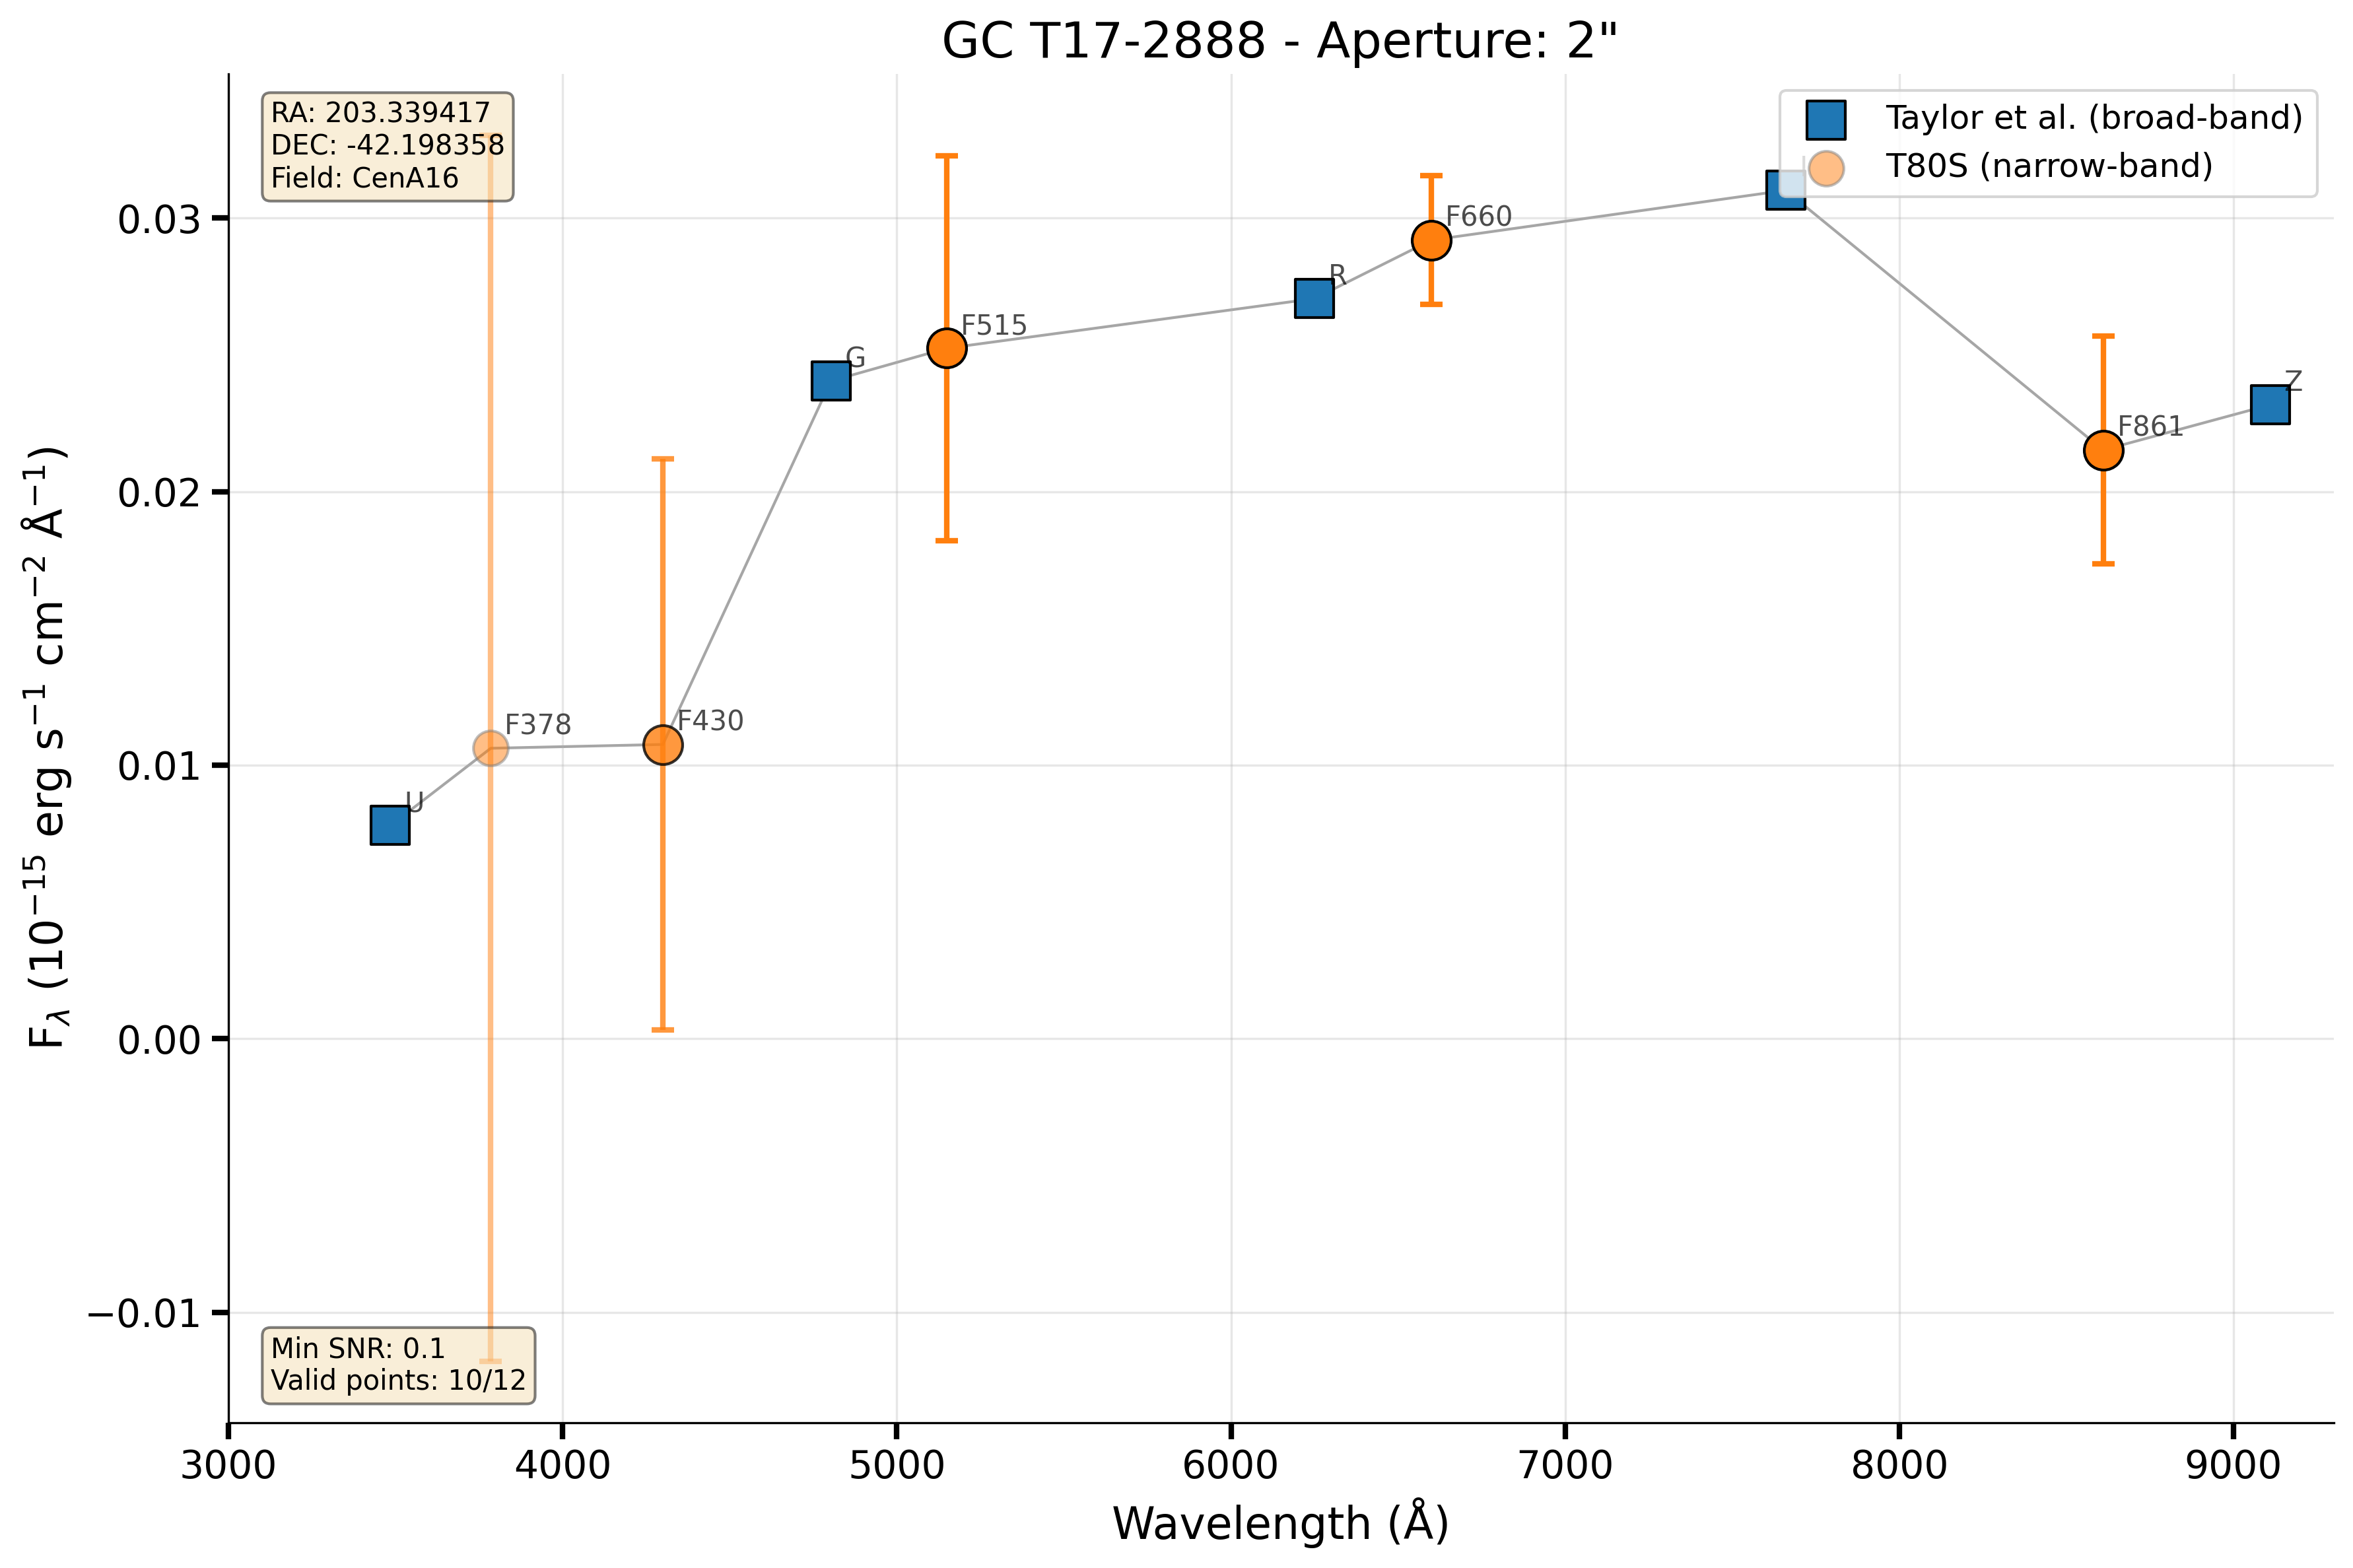 GC T17-2888 - Aperture: 2"
RA: 203.339417
DEC: -42.198358
Field: CenA16
Taylor et al. (broad-band)
T80S (narrow-band)
F660
R
F515
G
Z
F861
F430
F378
U
Min SNR: 0.1
Valid points: 10/12
0.03
0.02
0.01
0.00
−0.01
3000 4000 5000 6000 7000 8000 9000
Wavelength (Å)
Fλ (10⁻¹⁵ erg s⁻¹ cm⁻² Å⁻¹)